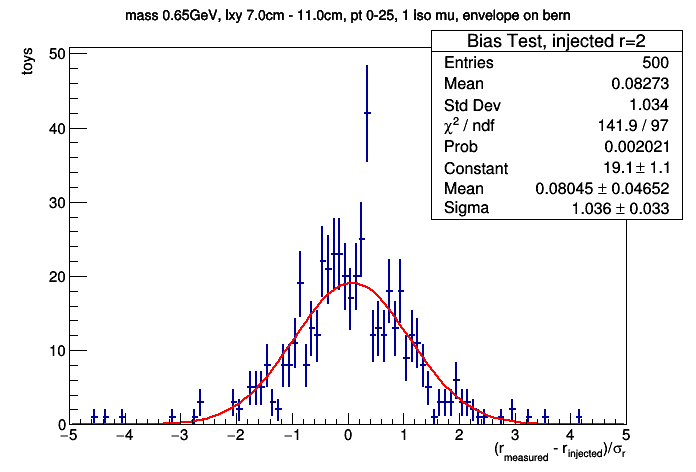 mass 0.65GeV, lxy 7.0cm - 11.0cm, pt 0-25, 1 Iso mu, envelope on bern
Bias Test, injected r=2
Entries 500
Mean 0.08273
Std Dev 1.034
χ² / ndf 141.9 / 97
Prob 0.002021
Constant 19.1 ± 1.1
Mean 0.08045 ± 0.04652
Sigma 1.036 ± 0.033
toys
50
40
30
20
10
0
−5 −4 −3 −2 −1 0 1 2 3 4 5
(r_measured - r_injected)/σ_r